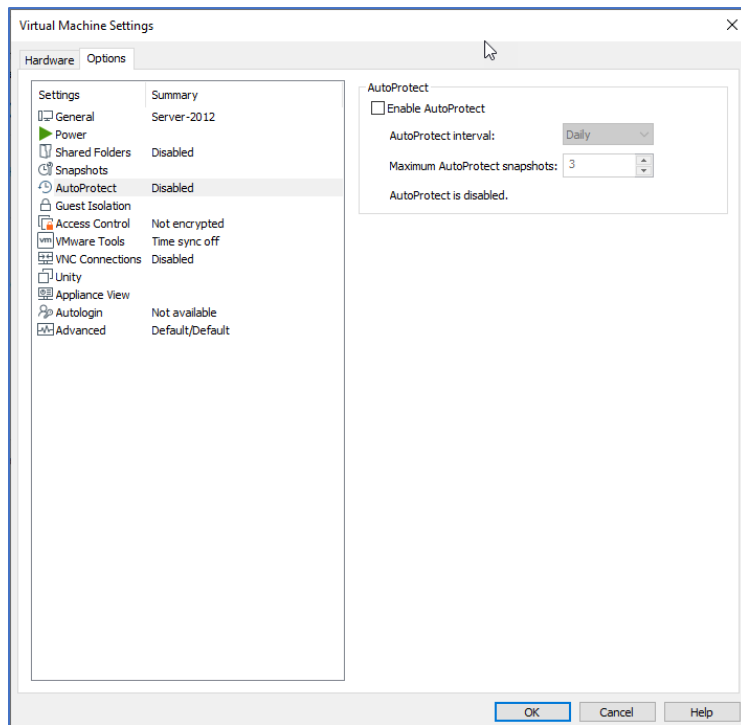 Virtual Machine Settings
Hardware Options
Settings Summary
General Server-2012
Power
Shared Folders Disabled
Snapshots
AutoProtect Disabled
Guest Isolation
Access Control Not encrypted
vm VMware Tools Time sync off
VNC Connections Disabled
Unity
Appliance View
Autologin Not available
Advanced Default/Default
AutoProtect
Enable AutoProtect
AutoProtect interval: Daily
Maximum AutoProtect snapshots: 3
AutoProtect is disabled.
OK Cancel Help